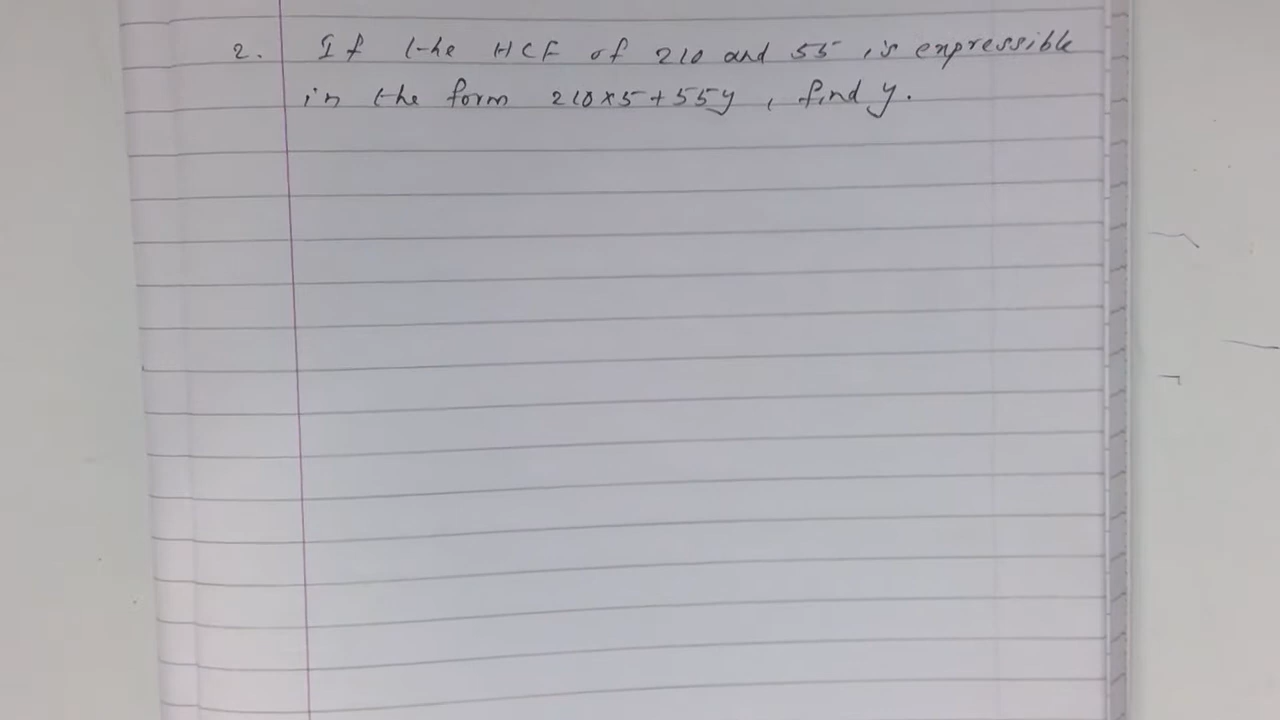 2. If the HCF of 210 and 55 is expressible
in the form 210×5+55y, find y.